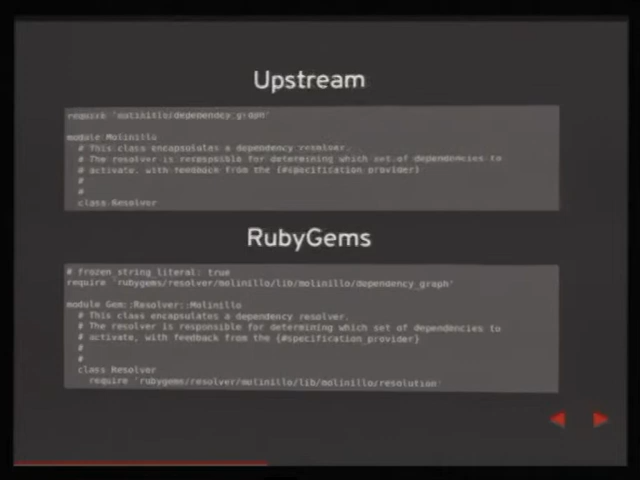 Upstream
require 'molinillo/dependency_graph'
module Molinillo
# This class encapsulates a dependency resolver.
# The resolver is responsible for determining which set of dependencies to
# activate, with feedback from the {#specification_provider}
#
#
class Resolver
RubyGems
# frozen_string_literal: true
require 'rubygems/resolver/molinillo/lib/molinillo/dependency_graph'
module Gem::Resolver::Molinillo
# This class encapsulates a dependency resolver.
# The resolver is responsible for determining which set of dependencies to
# activate, with feedback from the {#specification_provider}
#
#
class Resolver
require 'rubygems/resolver/molinillo/lib/molinillo/resolution'